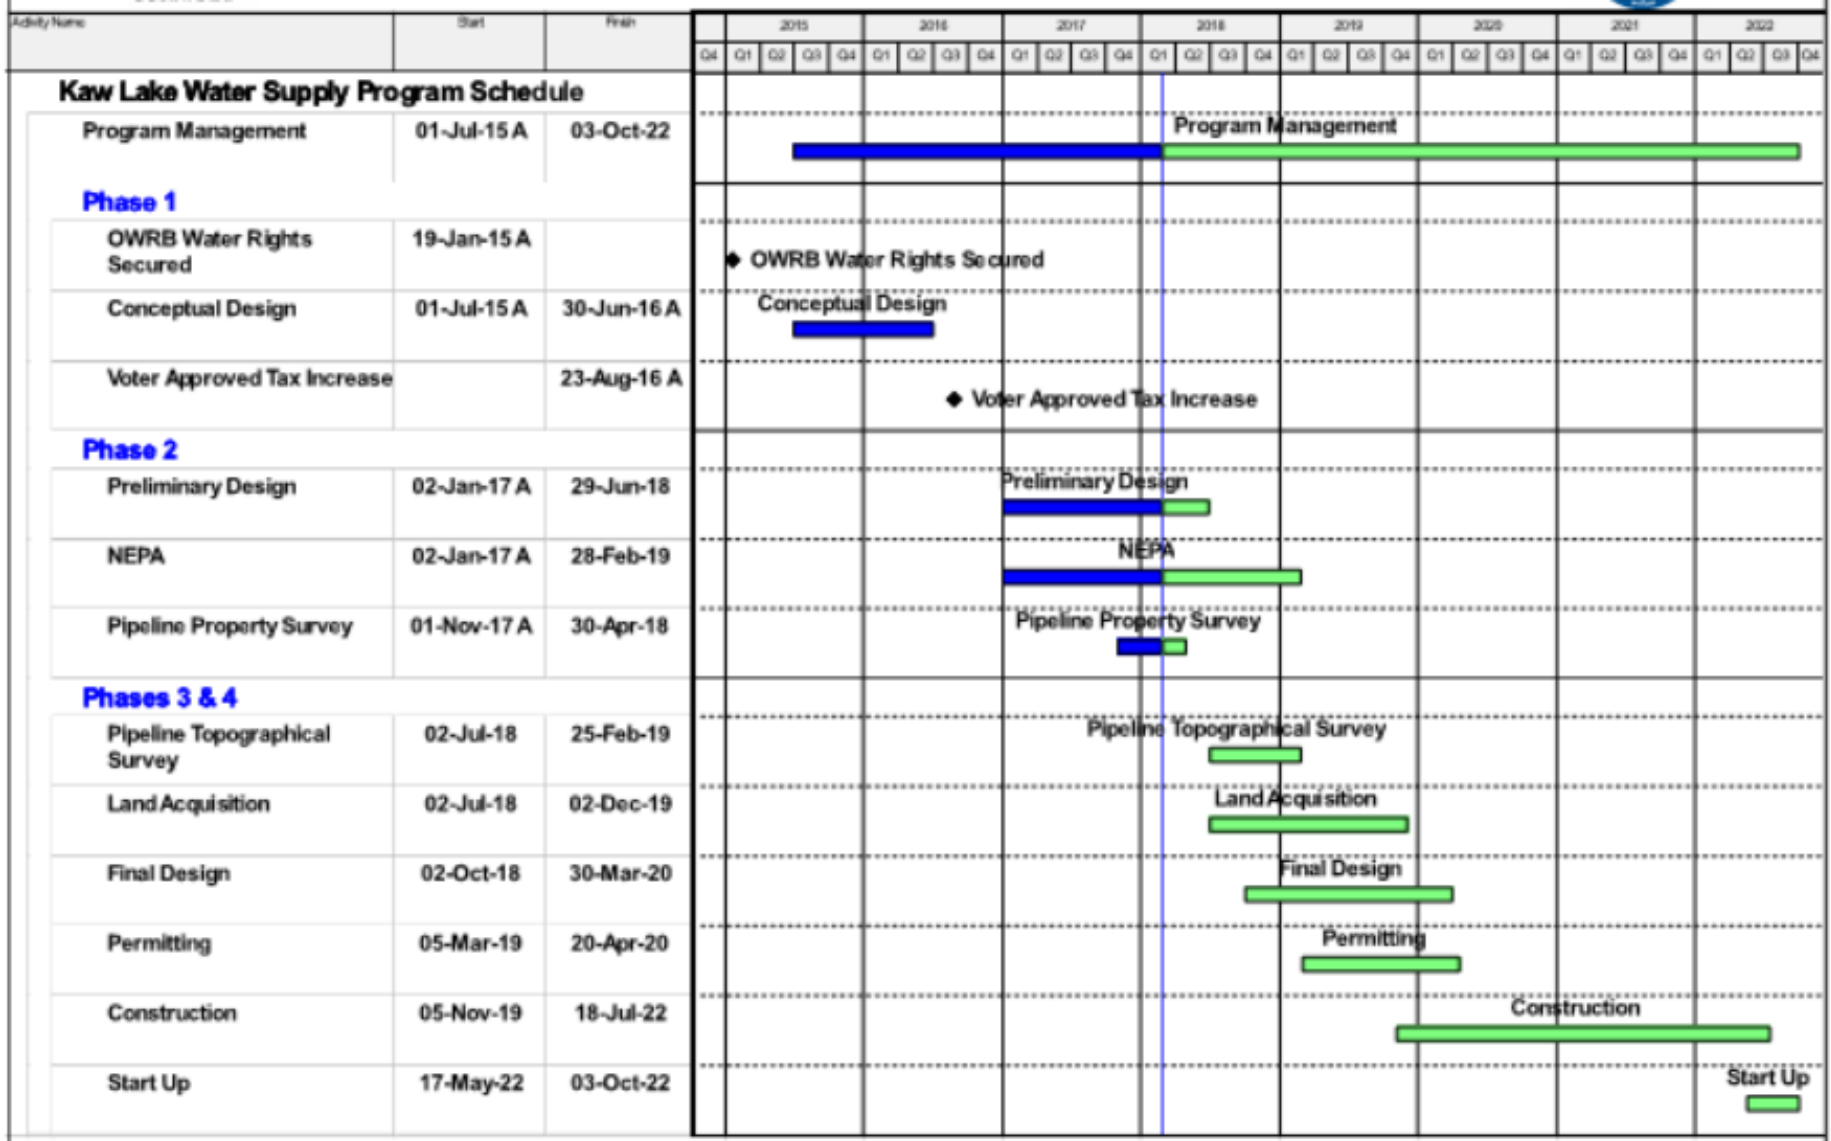 Activity Name Start Finish 2015 2016 2017 2018 2019 2020 2021 2022
Q4 Q1 Q2 Q3 Q4 Q1 Q2 Q3 Q4 Q1 Q2 Q3 Q4 Q1 Q2 Q3 Q4 Q1 Q2 Q3 Q4 Q1 Q2 Q3 Q4 Q1 Q2 Q3 Q4 Q1 Q2 Q3 Q4
Kaw Lake Water Supply Program Schedule
Program Management 01-Jul-15 A 03-Oct-22 Program Management
Phase 1
OWRB Water Rights 19-Jan-15 A
Secured OWRB Water Rights Secured
Conceptual Design 01-Jul-15 A 30-Jun-16 A Conceptual Design
Voter Approved Tax Increase 23-Aug-16 A Voter Approved Tax Increase
Phase 2
Preliminary Design 02-Jan-17 A 29-Jun-18 Preliminary Design
NEPA 02-Jan-17 A 28-Feb-19 NEPA
Pipeline Property Survey 01-Nov-17 A 30-Apr-18 Pipeline Property Survey
Phases 3 & 4
Pipeline Topographical 02-Jul-18 25-Feb-19 Pipeline Topographical Survey
Survey
Land Acquisition 02-Jul-18 02-Dec-19 Land Acquisition
Final Design 02-Oct-18 30-Mar-20 Final Design
Permitting 05-Mar-19 20-Apr-20 Permitting
Construction 05-Nov-19 18-Jul-22 Construction
Start Up 17-May-22 03-Oct-22 Start Up